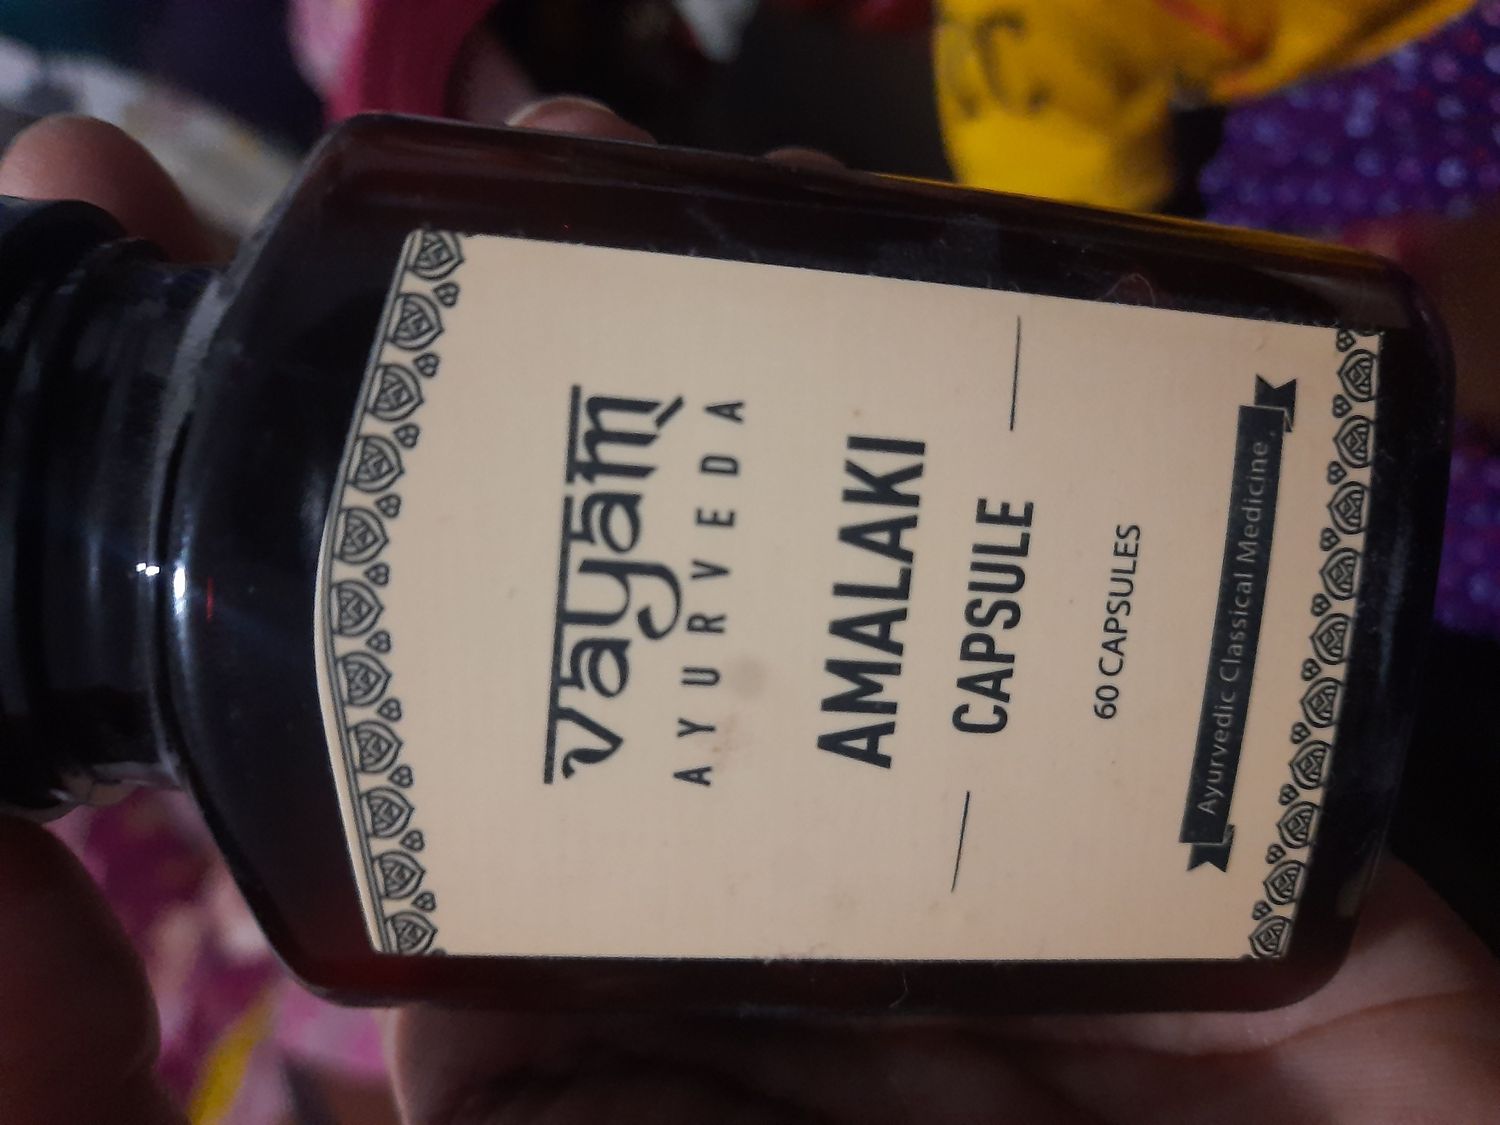 vayam
AYURVEDA
AMALAKI
CAPSULE
60 CAPSULES
Ayurvedic Classical Medicine